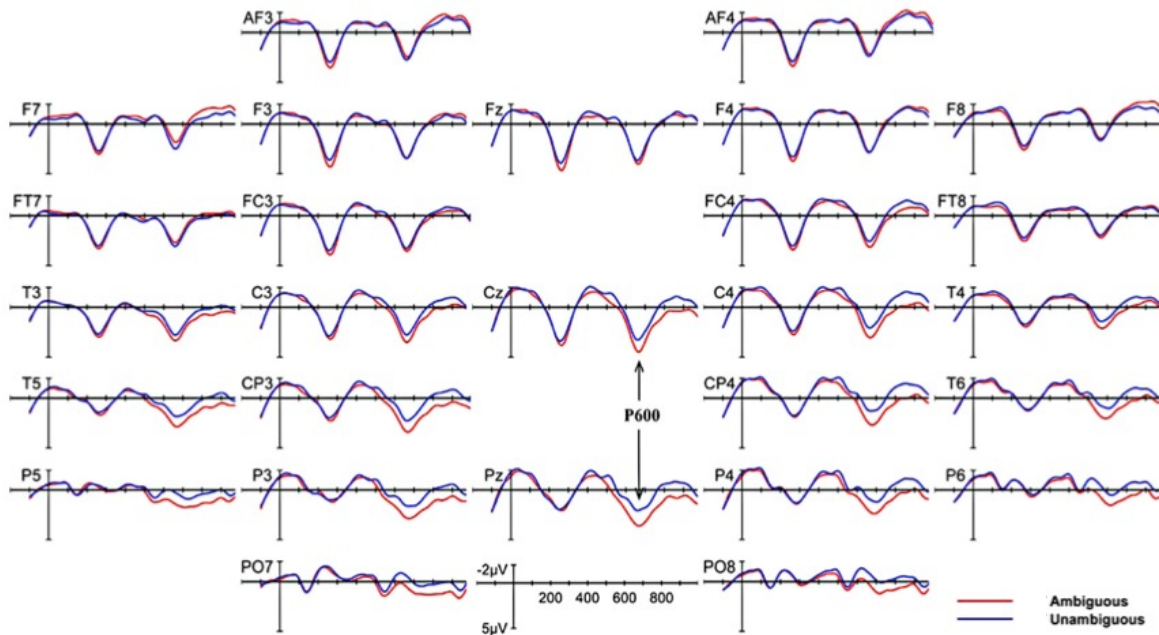 AF3 AF4
F7 F3 Fz F4 F8
FT7 FC3 FC4 FT8
T3 C3 Cz C4 T4
T5 CP3 CP4 T6
P600
P5 P3 Pz P4 P6
PO7 -2μV PO8
200 400 600 800
5μV
Ambiguous
Unambiguous